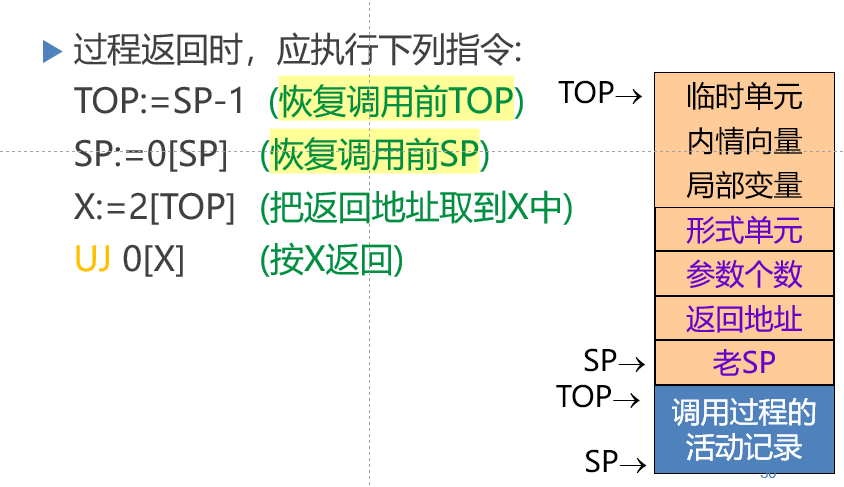 过程返回时，应执行下列指令:
TOP:=SP-1 (恢复调用前TOP)
SP:=0[SP] (恢复调用前SP)
X:=2[TOP] (把返回地址取到X中)
UJ 0[X] (按X返回)
TOP→
临时单元
内情向量
局部变量
形式单元
参数个数
返回地址
SP→
老SP
TOP→
调用过程的
活动记录
SP→